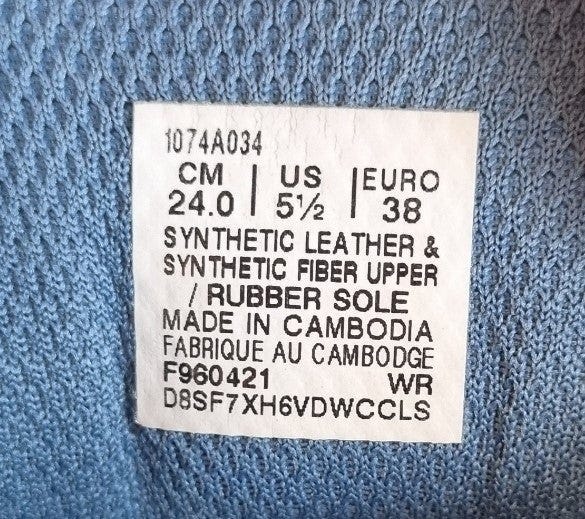 1074A034
CM | US | EURO
24.0 | 5½ | 38
SYNTHETIC LEATHER &
SYNTHETIC FIBER UPPER
/ RUBBER SOLE
MADE IN CAMBODIA
FABRIQUE AU CAMBODGE
F960421 WR
D8SF7XH6VDWCCLS